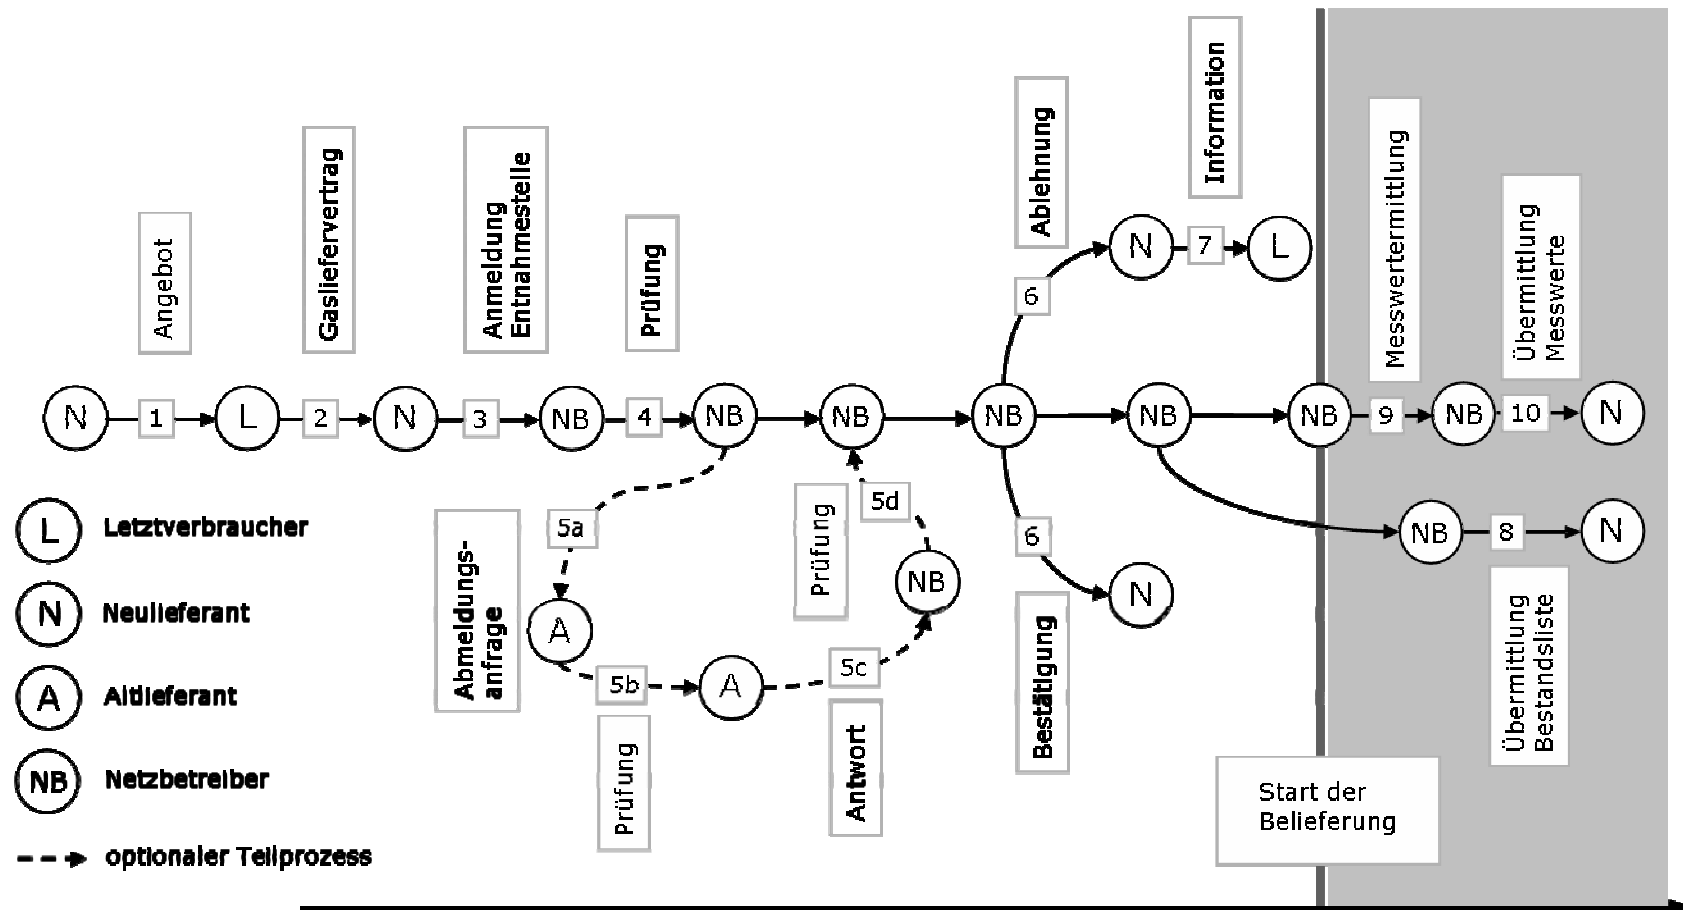 Angebot
Gasliefervertrag
Anmeldung
Entnahmestelle
Prüfung
Ablehnung
Information
Messwertermittlung
Übermittlung
Messwerte
N
7
L
6
N
1
L
2
N
3
NB
4
NB
NB
NB
NB
NB
9
NB
10
N
5a
5d
6
NB
8
N
L Letztverbraucher
N Neulieferant
A Altlieferant
NB Netzbetreiber
optionaler Teilprozess
Abmeldungs-
anfrage
A
5b
Prüfung
A
5c
Antwort
NB
Prüfung
N
Bestätigung
Übermittlung
Bestandsliste
Start der
Belieferung